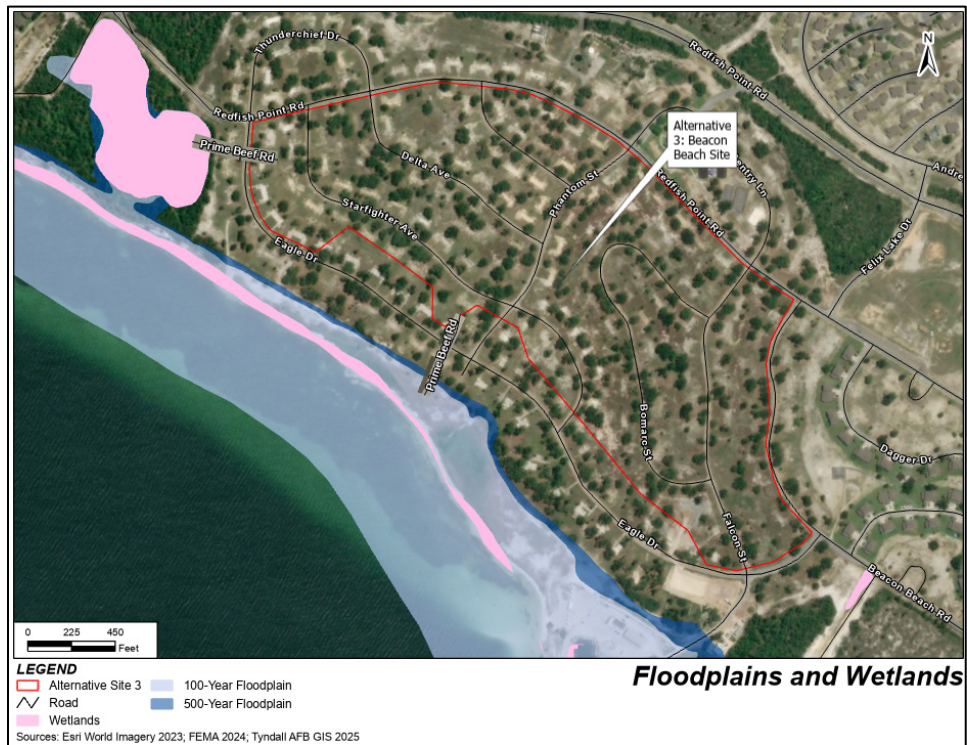 Thunderchief Dr
Redfish Point Rd
N
Redfish Point Rd
Prime Beef Rd
Alternative
3: Beacon
Beach Site
Andre
Delta Ave
Phantom St
entry Ln
Redfish Point Rd
Starfighter Ave
Eagle Dr
Felix Lake Dr
Prime Beef Rd
Bomarc St
Dagger Dr
Eagle Dr
Falcon St
Beacon Beach Rd
0 225 450
Feet
LEGEND
Alternative Site 3
100-Year Floodplain
Road
500-Year Floodplain
Wetlands
Floodplains and Wetlands
Sources: Esri World Imagery 2023; FEMA 2024; Tyndall AFB GIS 2025